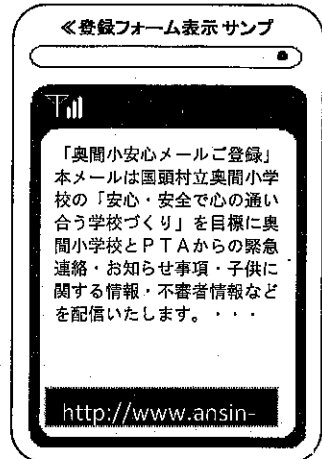 ≪登録フォーム表示サンプ
「奥間小安心メールご登録」
本メールは国頭村立奥間小学
校の「安心・安全で心の通い
合う学校づくり」を目標に奥
間小学校とPTAからの緊急
連絡・お知らせ事項・子供に
関する情報・不審者情報など
を配信いたします。・・・
http://www.ansin-